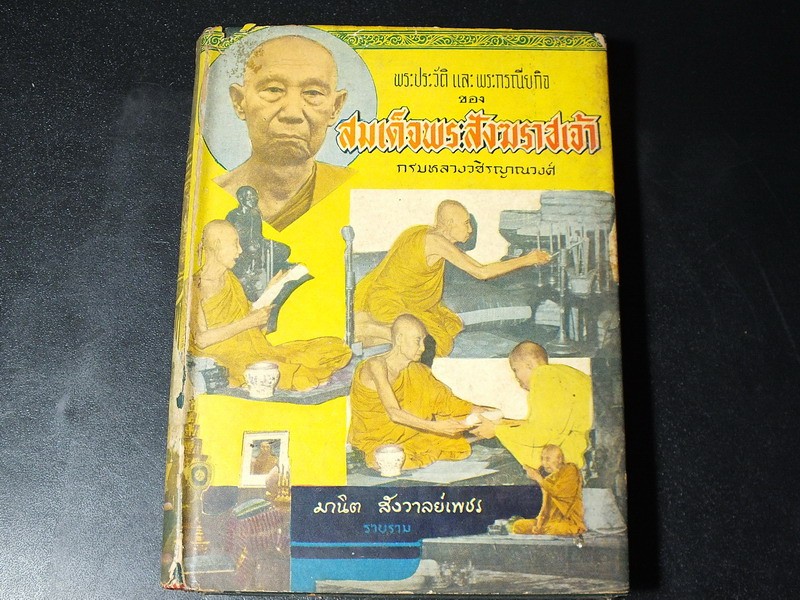 พระประวัติ และ พระกรณียกิจ
ของ
สมเด็จพระสังฆราชเจ้า
กรมหลวงวชิรญาณวงศ์
มานิต สังวาลย์เพชร
รวบรวม